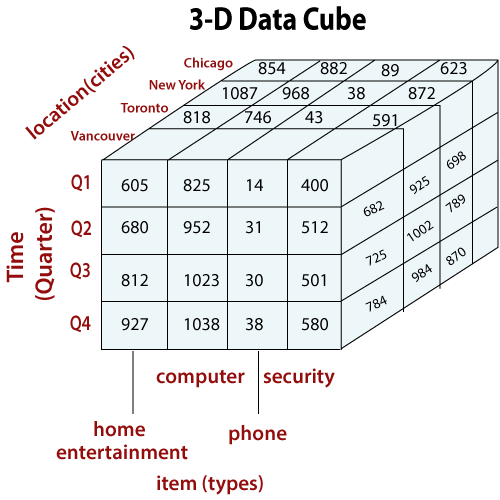 3-D Data Cube
location(cities)
Chicago 854 882 89 623
New York 1087 968 38 872
Toronto 818 746 43 591
Vancouver
Time
(Quarter)
Q1 605 825 14 400
Q2 680 952 31 512
Q3 812 1023 30 501
Q4 927 1038 38 580
682 925 698
725 1002 789
784 984 870
computer security
home
entertainment
phone
item (types)